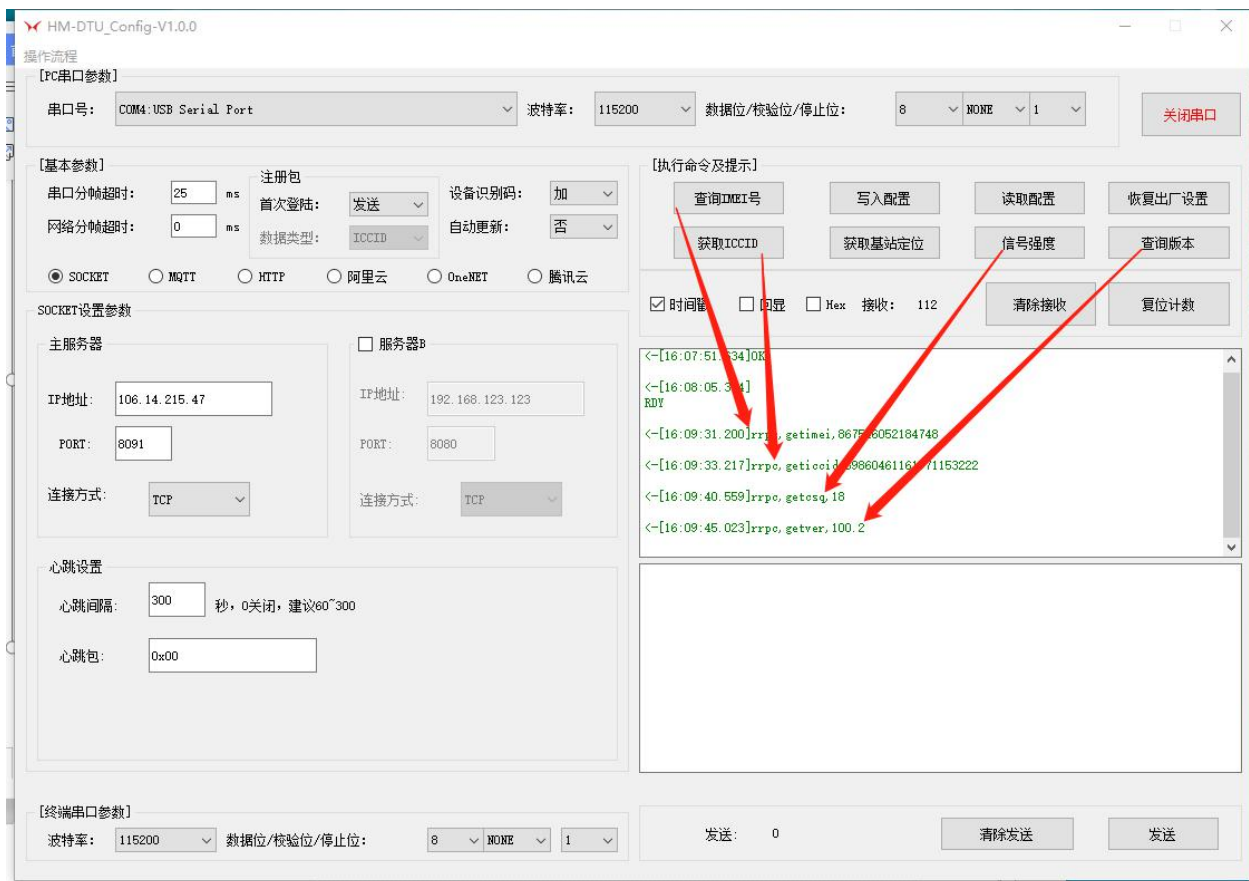 HM-DTU_Config-V1.0.0
操作流程
[PC串口参数]
串口号: COM4:USB Serial Port 波特率: 115200 数据位/校验位/停止位: 8 NONE 1 关闭串口
[基本参数]
串口分帧超时: 25 ms
网络分帧超时: 0 ms
注册包
首次登陆: 发送
数据类型: ICCID
设备识别码: 加
自动更新: 否
SOCKET MQTT HTTP 阿里云 OneNET 腾讯云
SOCKET设置参数
主服务器
IP地址: 106.14.215.47
PORT: 8091
连接方式: TCP
服务器B
IP地址: 192.168.123.123
PORT: 8080
连接方式: TCP
心跳设置
心跳间隔: 300 秒，0关闭，建议60~300
心跳包: 0x00
[终端串口参数]
波特率: 115200 数据位/校验位/停止位: 8 NONE 1
[执行命令及提示]
查询IMEI号 写入配置 读取配置 恢复出厂设置
获取ICCID 获取基站定位 信号强度 查询版本
时间 回显 Hex 接收: 112 清除接收 复位计数
OK
RDY
<-[16:09:31.200] getimei,
<-[16:09:33.217]rrpc,
<-[16:09:40.559]rrpc,getcsq,18
<-[16:09:45.023]rrpc,getver,100.2
发送: 0 清除发送 发送